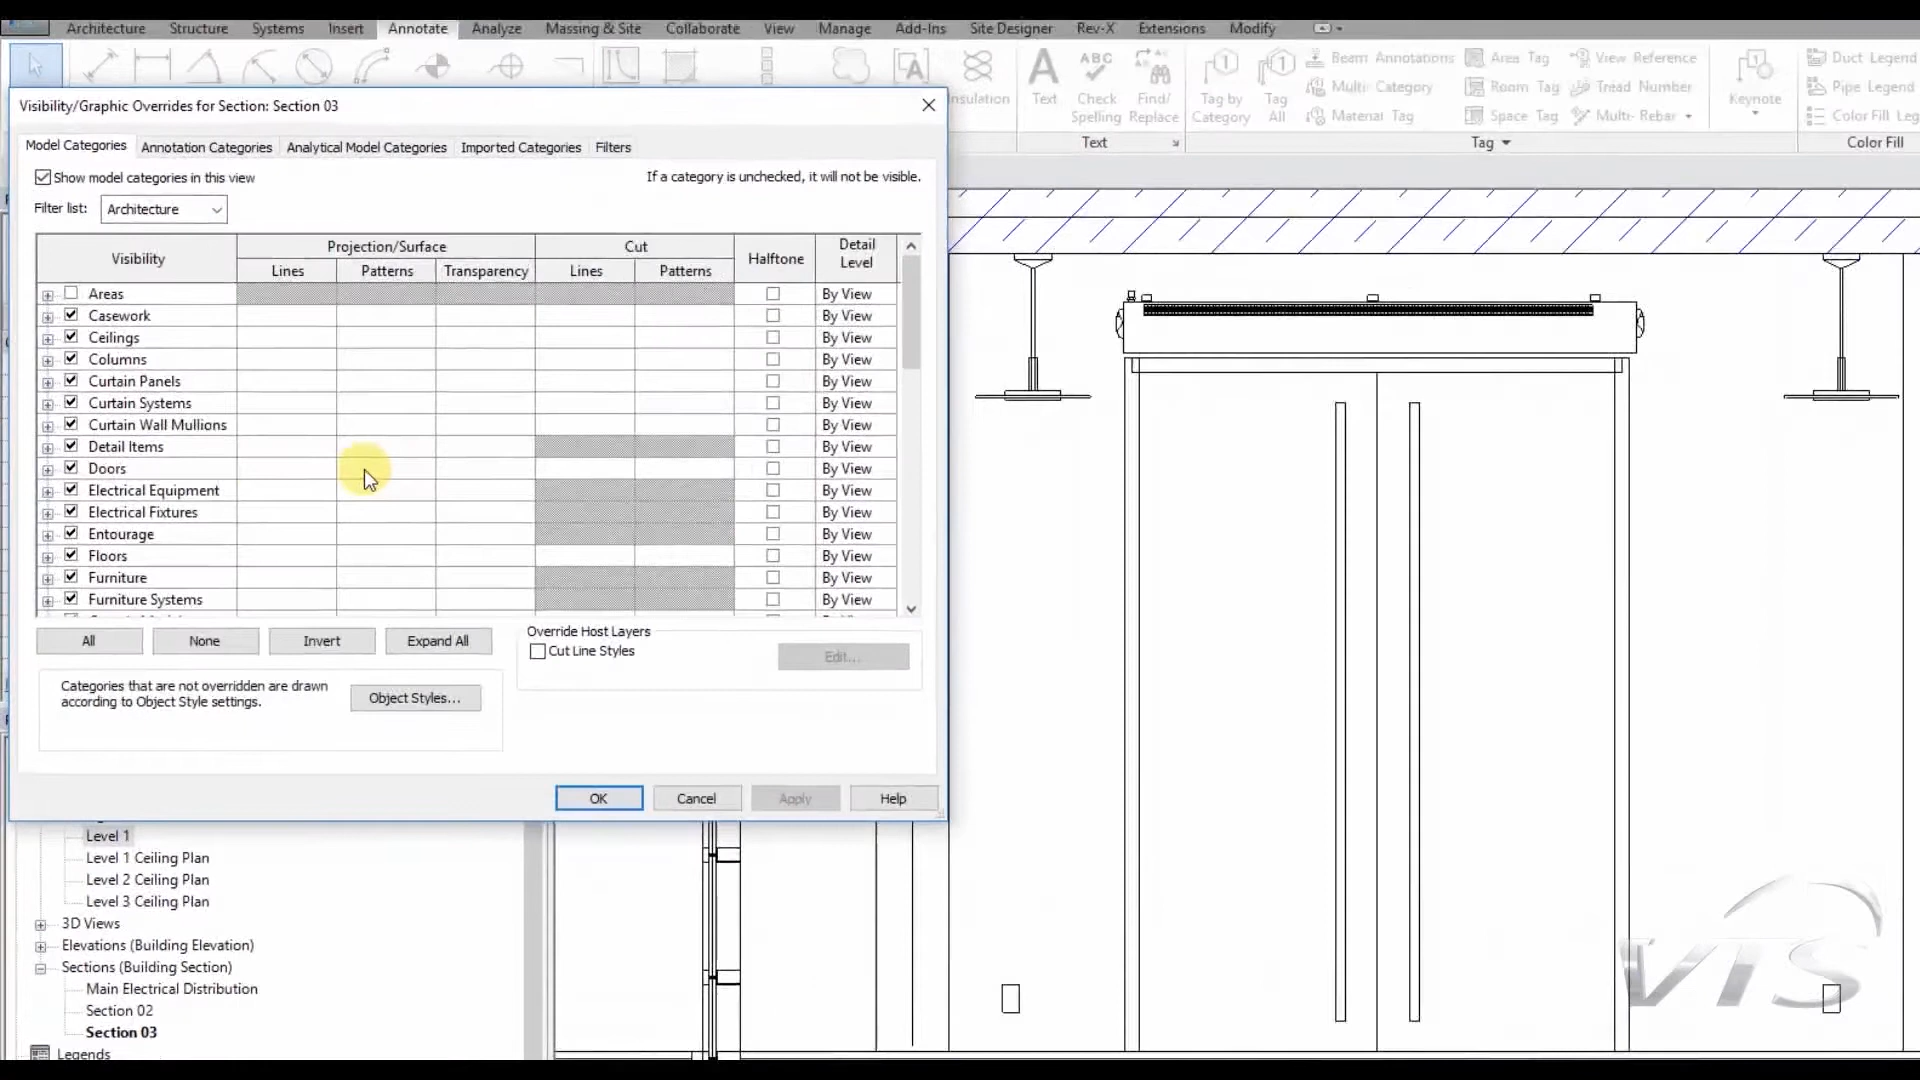 Architecture Structure Systems Insert Annotate Analyze Massing & Site Collaborate View Manage Add-Ins Site Designer Rev-X Extensions Modify
Insulation
Text
Check Spelling
Find/ Replace
Tag by Category
Tag All
Beam Annotations
Multi- Category
Material Tag
Area Tag
Room Tag
Space Tag
View Reference
Tread Number
Multi- Rebar
Keynote
Duct Legend
Pipe Legend
Color Fill Leg
Text
Tag
Color Fill
Visibility/Graphic Overrides for Section: Section 03
Model Categories Annotation Categories Analytical Model Categories Imported Categories Filters
Show model categories in this view
If a category is unchecked, it will not be visible.
Filter list: Architecture
Visibility Projection/Surface Cut Halftone Detail Level
Lines Patterns Transparency Lines Patterns
Areas By View
Casework By View
Ceilings By View
Columns By View
Curtain Panels By View
Curtain Systems By View
Curtain Wall Mullions By View
Detail Items By View
Doors By View
Electrical Equipment By View
Electrical Fixtures By View
Entourage By View
Floors By View
Furniture By View
Furniture Systems By View
All None Invert Expand All
Override Host Layers
Cut Line Styles
Edit...
Categories that are not overridden are drawn
according to Object Style settings.
Object Styles...
OK Cancel Apply Help
Level 1
Level 1 Ceiling Plan
Level 2 Ceiling Plan
Level 3 Ceiling Plan
3D Views
Elevations (Building Elevation)
Sections (Building Section)
Main Electrical Distribution
Section 02
Section 03
Legends
VTS